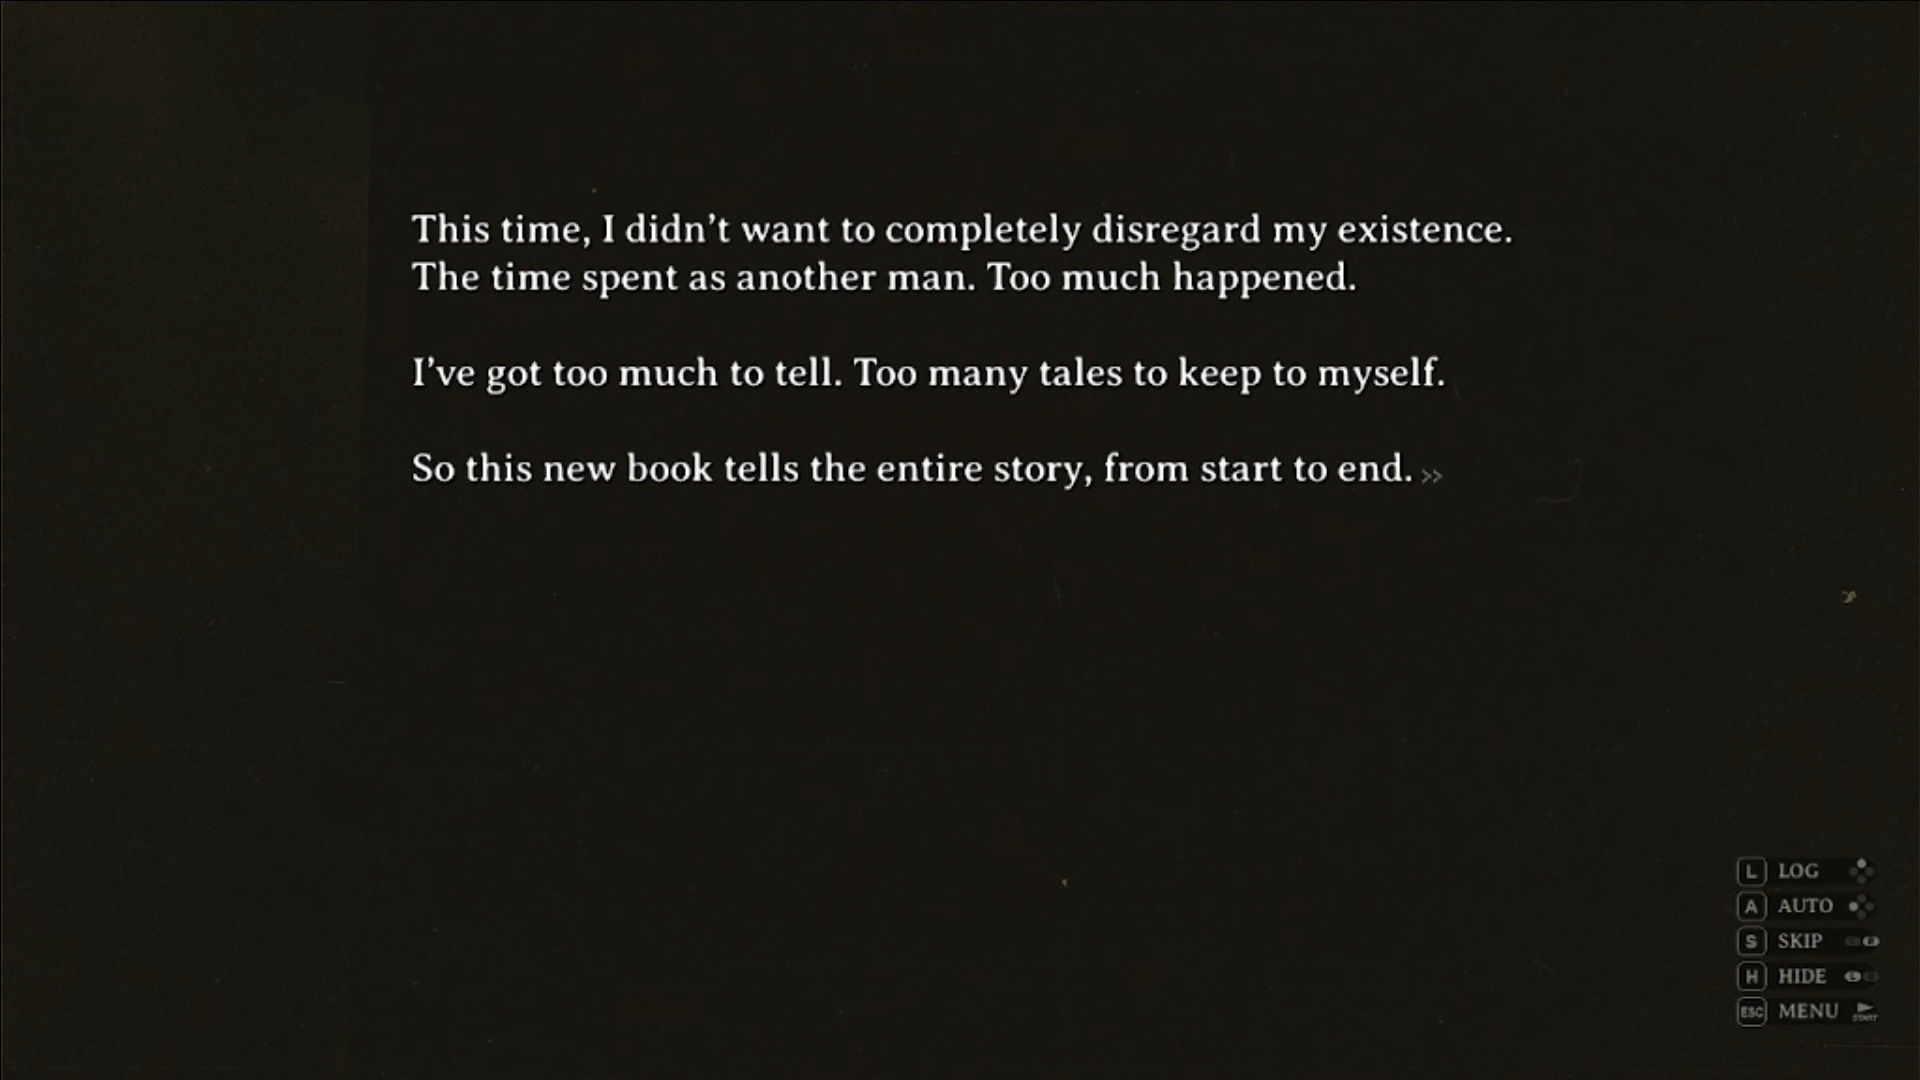 This time, I didn’t want to completely disregard my existence.
The time spent as another man. Too much happened.
I’ve got too much to tell. Too many tales to keep to myself.
So this new book tells the entire story, from start to end. »
L LOG
A AUTO
S SKIP
H HIDE
ESC MENU START